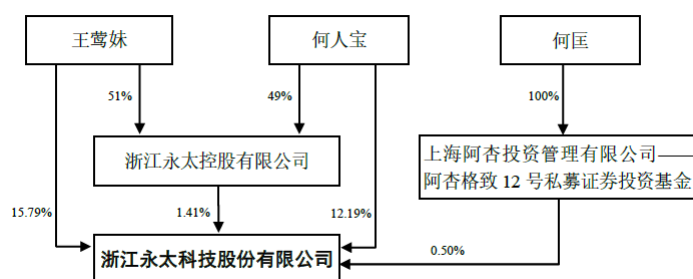 王莺妹
何人宝
何匡
51%
49%
100%
浙江永太控股有限公司
上海阿杏投资管理有限公司——
阿杏格致 12 号私募证券投资基金
15.79%
1.41%
12.19%
0.50%
浙江永太科技股份有限公司